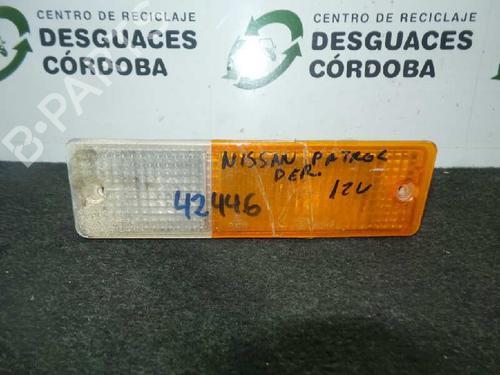 CENTRO DE RECICLAJE
DESGUACES
CÓRDOBA
CENTRO DE RECICLAJE
DESGUACES
CÓRDOBA
B-PARTS
NISSAN PATROL
DER.
12V
42446